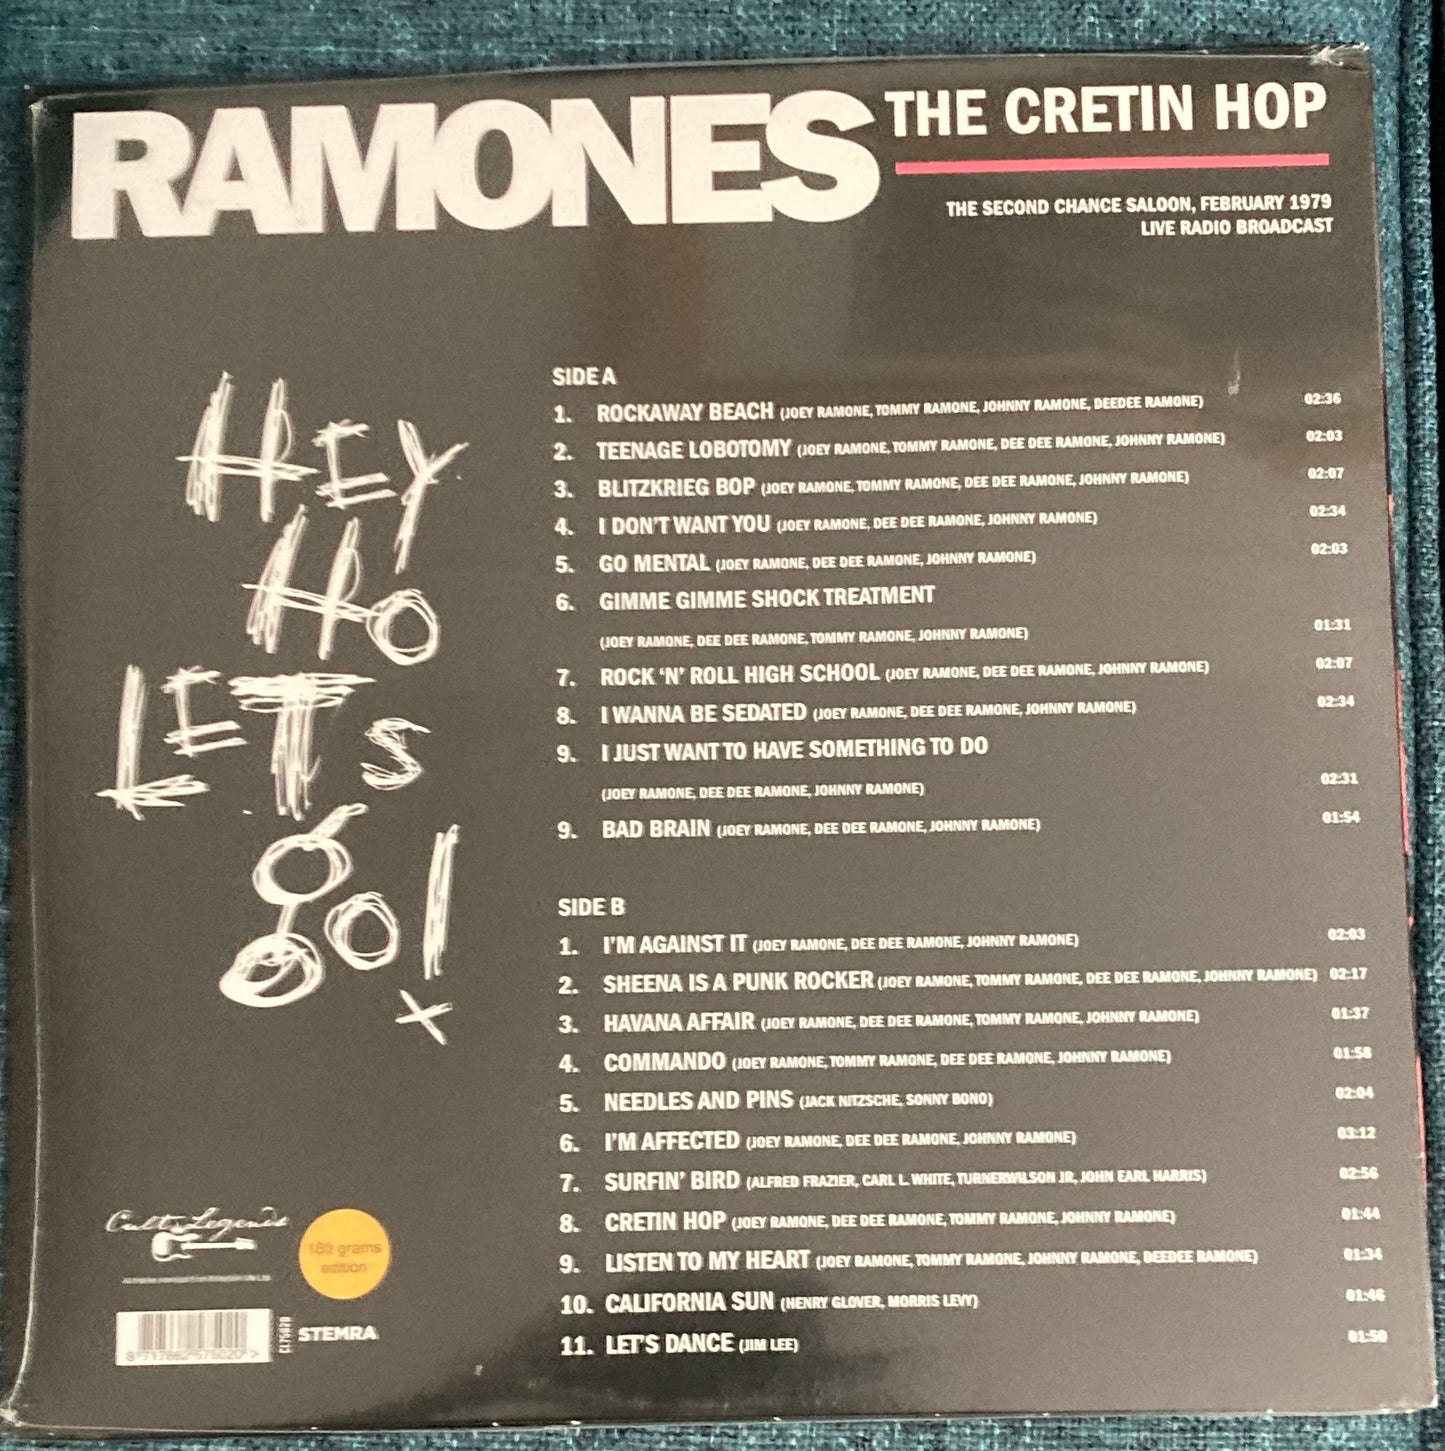 RAMONES
THE CRETIN HOP
THE SECOND CHANCE SALOON, FEBRUARY 1979
LIVE RADIO BROADCAST
HEY
HO
LETS
gO!
x
SIDE A
1. ROCKAWAY BEACH (JOEY RAMONE, TOMMY RAMONE, JOHNNY RAMONE, DEEDEE RAMONE) 02:36
2. TEENAGE LOBOTOMY (JOEY RAMONE, TOMMY RAMONE, DEE DEE RAMONE, JOHNNY RAMONE) 02:03
3. BLITZKRIEG BOP (JOEY RAMONE, TOMMY RAMONE, DEE DEE RAMONE, JOHNNY RAMONE) 02:07
4. I DON'T WANT YOU (JOEY RAMONE, DEE DEE RAMONE, JOHNNY RAMONE) 02:34
5. GO MENTAL (JOEY RAMONE, DEE DEE RAMONE, JOHNNY RAMONE) 02:03
6. GIMME GIMME SHOCK TREATMENT
(JOEY RAMONE, DEE DEE RAMONE, TOMMY RAMONE, JOHNNY RAMONE) 01:31
7. ROCK 'N' ROLL HIGH SCHOOL (JOEY RAMONE, DEE DEE RAMONE, JOHNNY RAMONE) 02:07
8. I WANNA BE SEDATED (JOEY RAMONE, DEE DEE RAMONE, JOHNNY RAMONE) 02:34
9. I JUST WANT TO HAVE SOMETHING TO DO
(JOEY RAMONE, DEE DEE RAMONE, JOHNNY RAMONE) 02:31
9. BAD BRAIN (JOEY RAMONE, DEE DEE RAMONE, JOHNNY RAMONE) 01:54
SIDE B
1. I'M AGAINST IT (JOEY RAMONE, DEE DEE RAMONE, JOHNNY RAMONE) 02:03
2. SHEENA IS A PUNK ROCKER (JOEY RAMONE, TOMMY RAMONE, DEE DEE RAMONE, JOHNNY RAMONE) 02:17
3. HAVANA AFFAIR (JOEY RAMONE, DEE DEE RAMONE, TOMMY RAMONE, JOHNNY RAMONE) 01:37
4. COMMANDO (JOEY RAMONE, TOMMY RAMONE, DEE DEE RAMONE, JOHNNY RAMONE) 01:58
5. NEEDLES AND PINS (JACK NITZSCHE, SONNY BONO) 02:04
6. I'M AFFECTED (JOEY RAMONE, DEE DEE RAMONE, JOHNNY RAMONE) 03:12
7. SURFIN' BIRD (ALFRED FRAZIER, CARL L. WHITE, TURNERWILSON JR, JOHN EARL HARRIS) 02:56
8. CRETIN HOP (JOEY RAMONE, DEE DEE RAMONE, TOMMY RAMONE, JOHNNY RAMONE) 01:44
9. LISTEN TO MY HEART (JOEY RAMONE, TOMMY RAMONE, JOHNNY RAMONE, DEEDEE RAMONE) 01:34
10. CALIFORNIA SUN (HENRY GLOVER, MORRIS LEVY) 01:46
11. LET'S DANCE (JIM LEE) 01:50
Cult Legends
180 grams
edition
STEMRA
CL75020
8 717662 575020 >